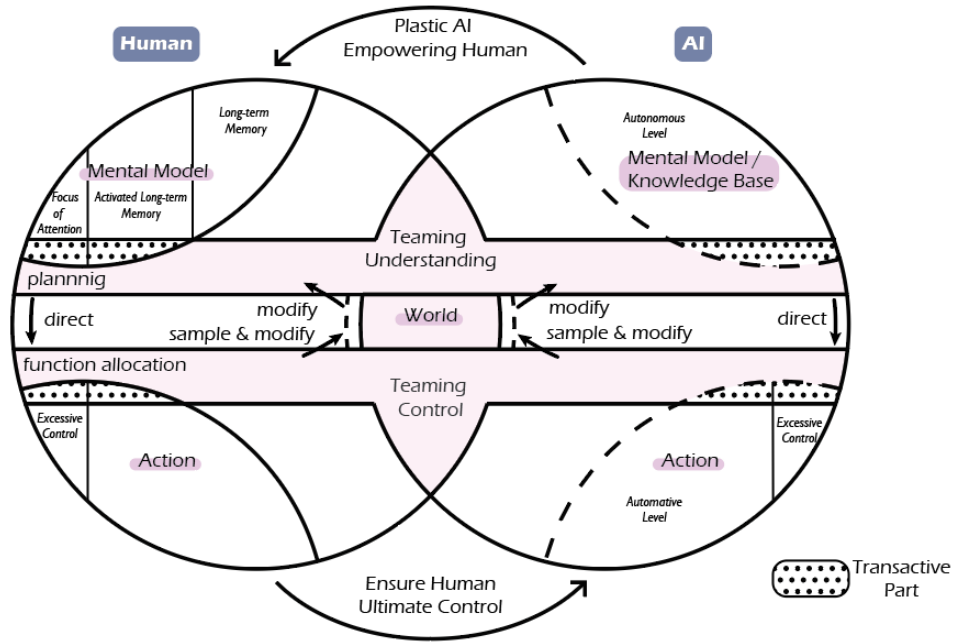 Plastic AI
Empowering Human
Human
AI
Long-term
Memory
Mental Model
Focus
of
Attention
Activated Long-term
Memory
Autonomous
Level
Mental Model /
Knowledge Base
Teaming
Understanding
plannnig
direct
modify
sample & modify
World
modify
sample & modify
direct
function allocation
Teaming
Control
Excessive
Control
Action
Action
Excessive
Control
Automative
Level
Ensure Human
Ultimate Control
Transactive
Part